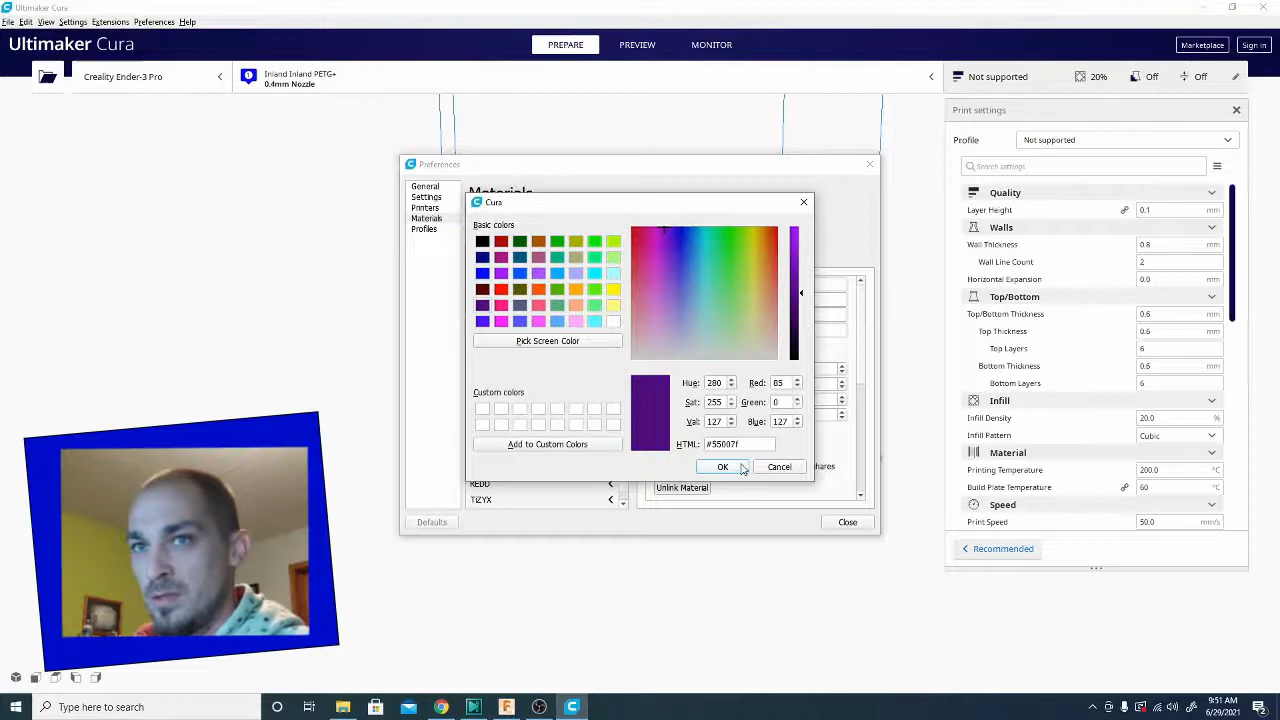 Ultimaker Cura
File Edit View Settings Extensions Preferences Help
Ultimaker Cura
PREPARE
PREVIEW
MONITOR
Marketplace
Sign in
Creality Ender-3 Pro
1
Inland Inland PETG+
0.4mm Nozzle
Not supported
20%
Off
Off
Print settings
Profile
Not supported
Search settings
Quality
Layer Height
0.1 mm
Walls
Wall Thickness
0.8 mm
Wall Line Count
2
Horizontal Expansion
0.0 mm
Top/Bottom
Top/Bottom Thickness
0.6 mm
Top Thickness
0.6 mm
Top Layers
6
Bottom Thickness
0.6 mm
Bottom Layers
6
Infill
Infill Density
20.0 %
Infill Pattern
Cubic
Material
Printing Temperature
200.0 °C
Build Plate Temperature
60 °C
Speed
Print Speed
50.0 mm/s
Recommended
Preferences
General
Settings
Printers
Materials
Profiles
Materials
Cura
Basic colors
Pick Screen Color
Custom colors
Add to Custom Colors
Hue: 280 Red: 85
Sat: 255 Green: 0
Val: 127 Blue: 127
HTML: #55007f
OK
Cancel
REDD
TIZYX
Unlink Material
Defaults
Close
Type here to search
9:51 AM
6/29/2021
2